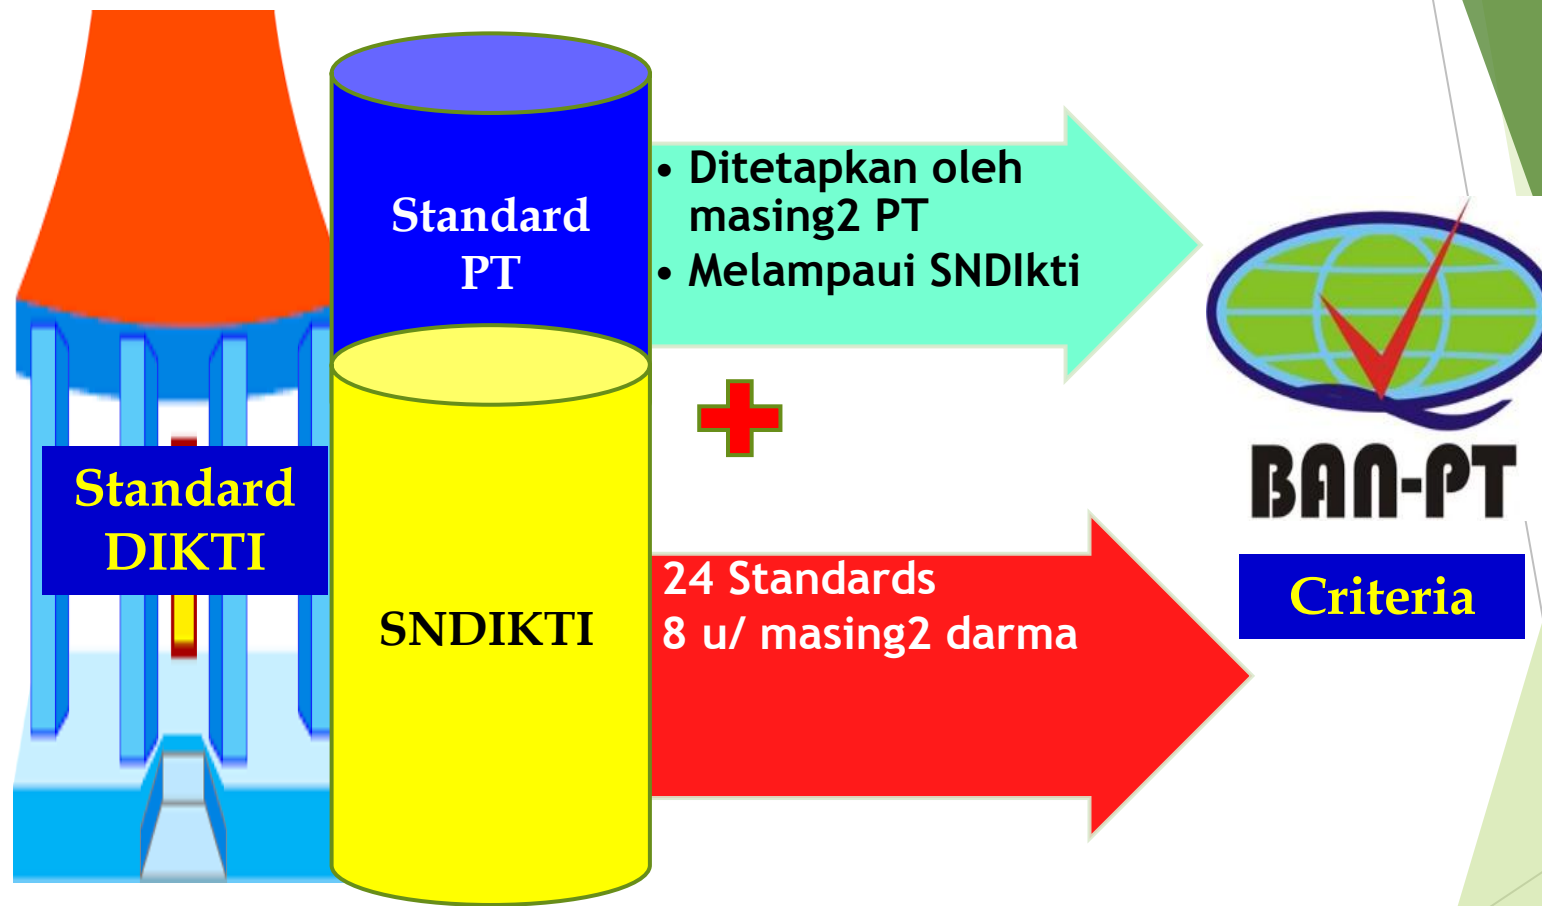 Standard
PT
• Ditetapkan oleh
masing2 PT
• Melampaui SNDIkti
Standard
DIKTI
SNDIKTI
24 Standards
8 u/ masing2 darma
BAN-PT
Criteria